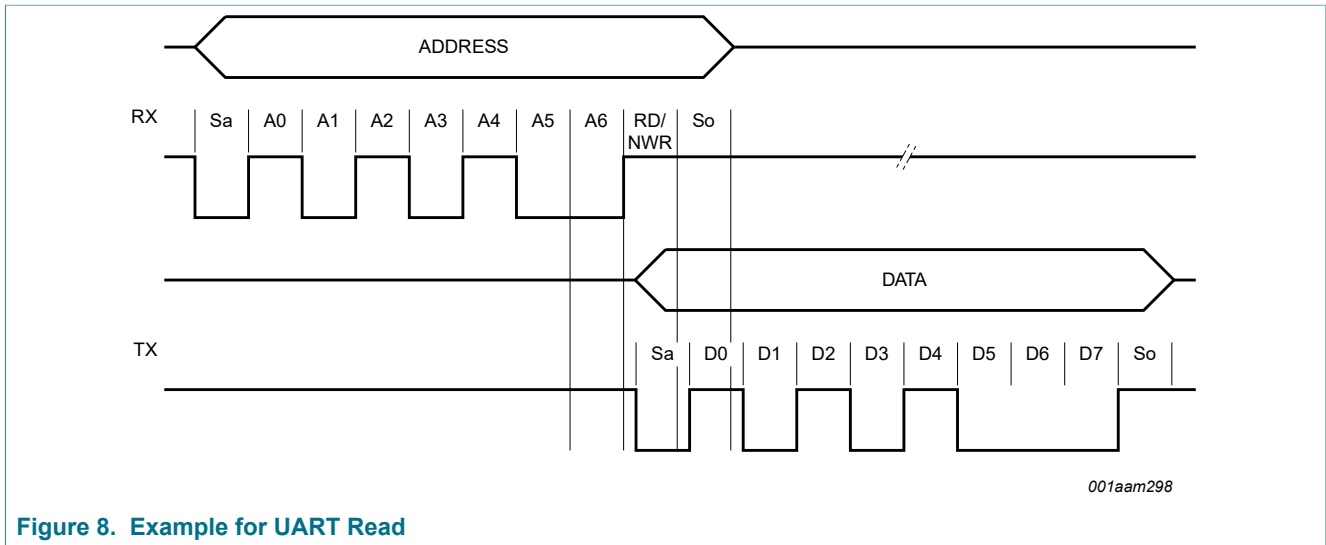 ADDRESS
RX Sa A0 A1 A2 A3 A4 A5 A6 RD/ So
NWR
DATA
TX Sa D0 D1 D2 D3 D4 D5 D6 D7 So
001aam298
Figure 8. Example for UART Read